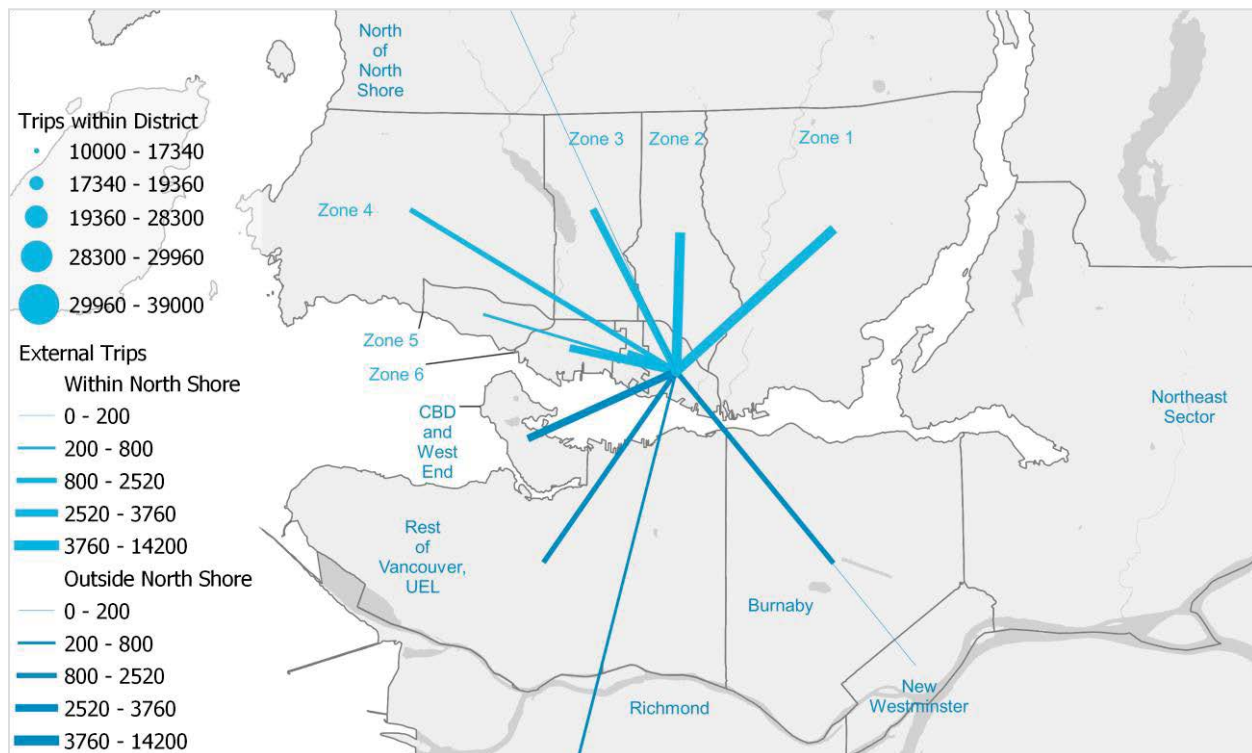 Trips within District
10000 - 17340
17340 - 19360
19360 - 28300
28300 - 29960
29960 - 39000
External Trips
Within North Shore
0 - 200
200 - 800
800 - 2520
2520 - 3760
3760 - 14200
Outside North Shore
0 - 200
200 - 800
800 - 2520
2520 - 3760
3760 - 14200
North
of
North
Shore
Zone 3
Zone 2
Zone 1
Zone 4
Zone 5
Zone 6
CBD
and
West
End
Northeast
Sector
Rest
of
Vancouver,
UEL
Burnaby
Richmond
New
Westminster